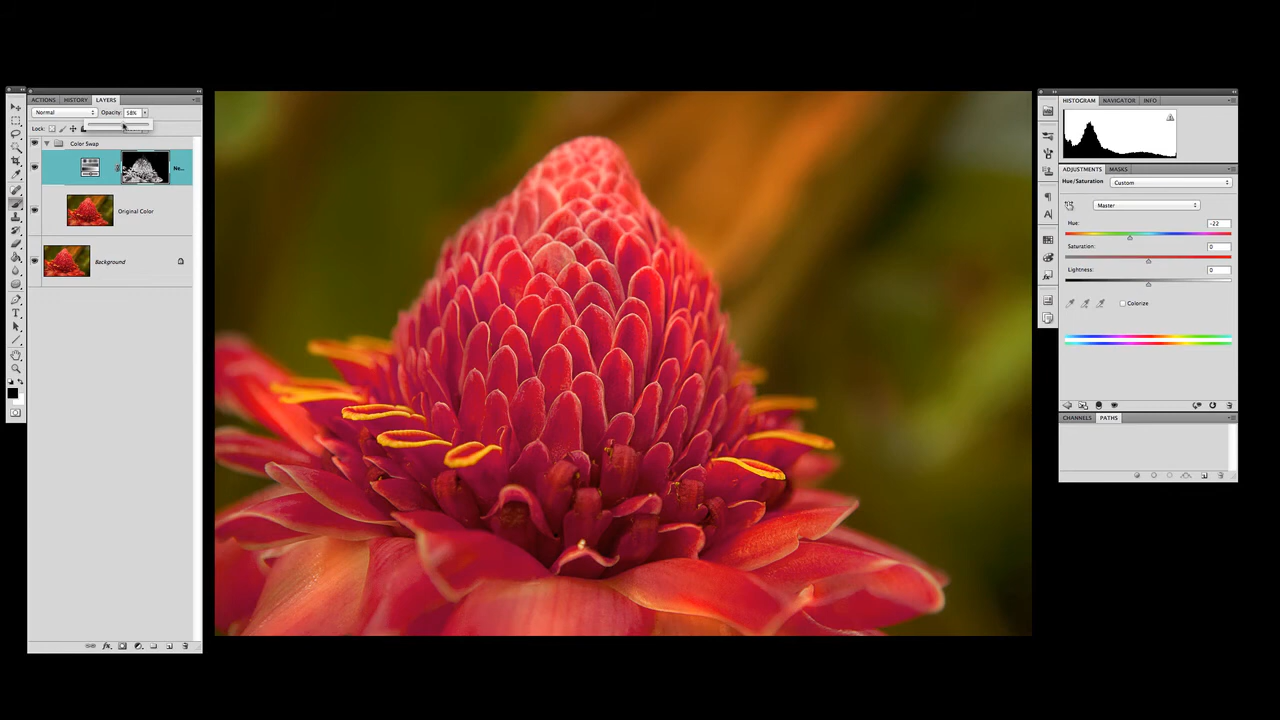 ACTIONS HISTORY LAYERS
Normal Opacity: 58%
Lock:
Color Swap
Ne...
Original Color
Background
HISTOGRAM NAVIGATOR INFO
ADJUSTMENTS MASKS
Hue/Saturation Custom
Master
Hue: -22
Saturation: 0
Lightness: 0
Colorize
CHANNELS PATHS